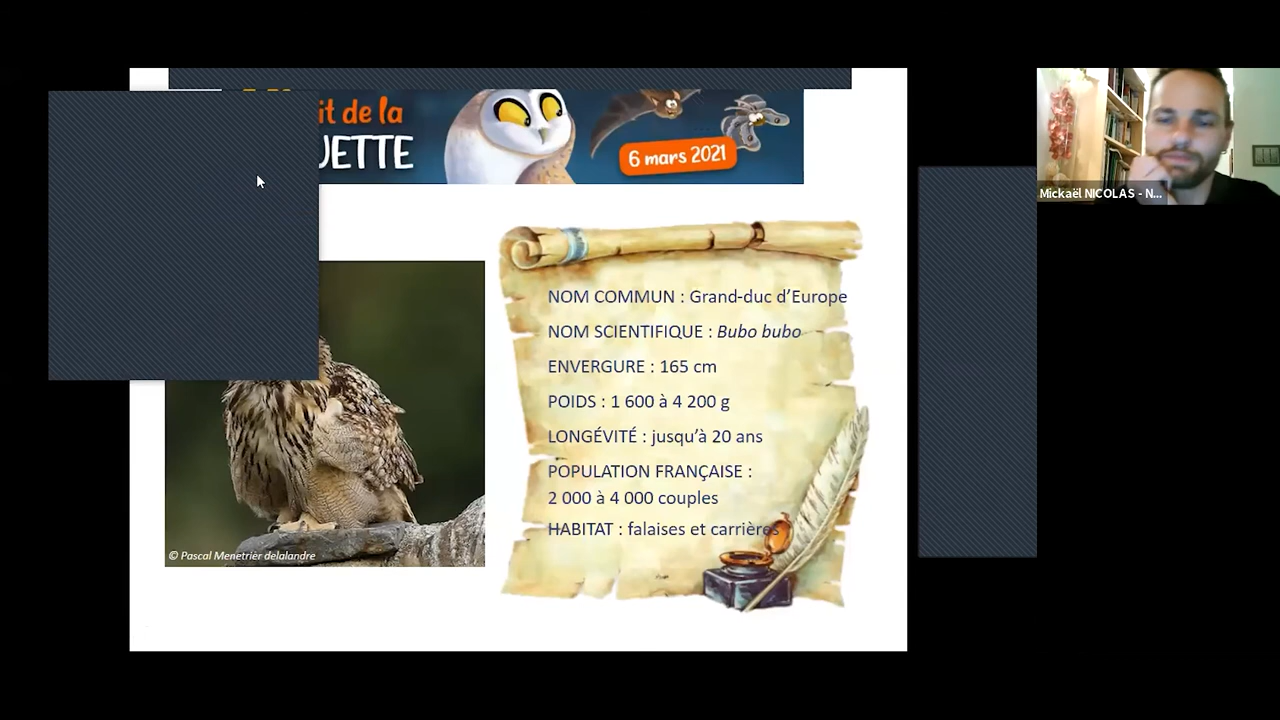 it de la
UETTE
6 mars 2021
Mickaël NICOLAS - N...
NOM COMMUN : Grand-duc d'Europe
NOM SCIENTIFIQUE : Bubo bubo
ENVERGURE : 165 cm
POIDS : 1 600 à 4 200 g
LONGÉVITÉ : jusqu'à 20 ans
POPULATION FRANÇAISE :
2 000 à 4 000 couples
HABITAT : falaises et carrières
© Pascal Menetrier delalandre